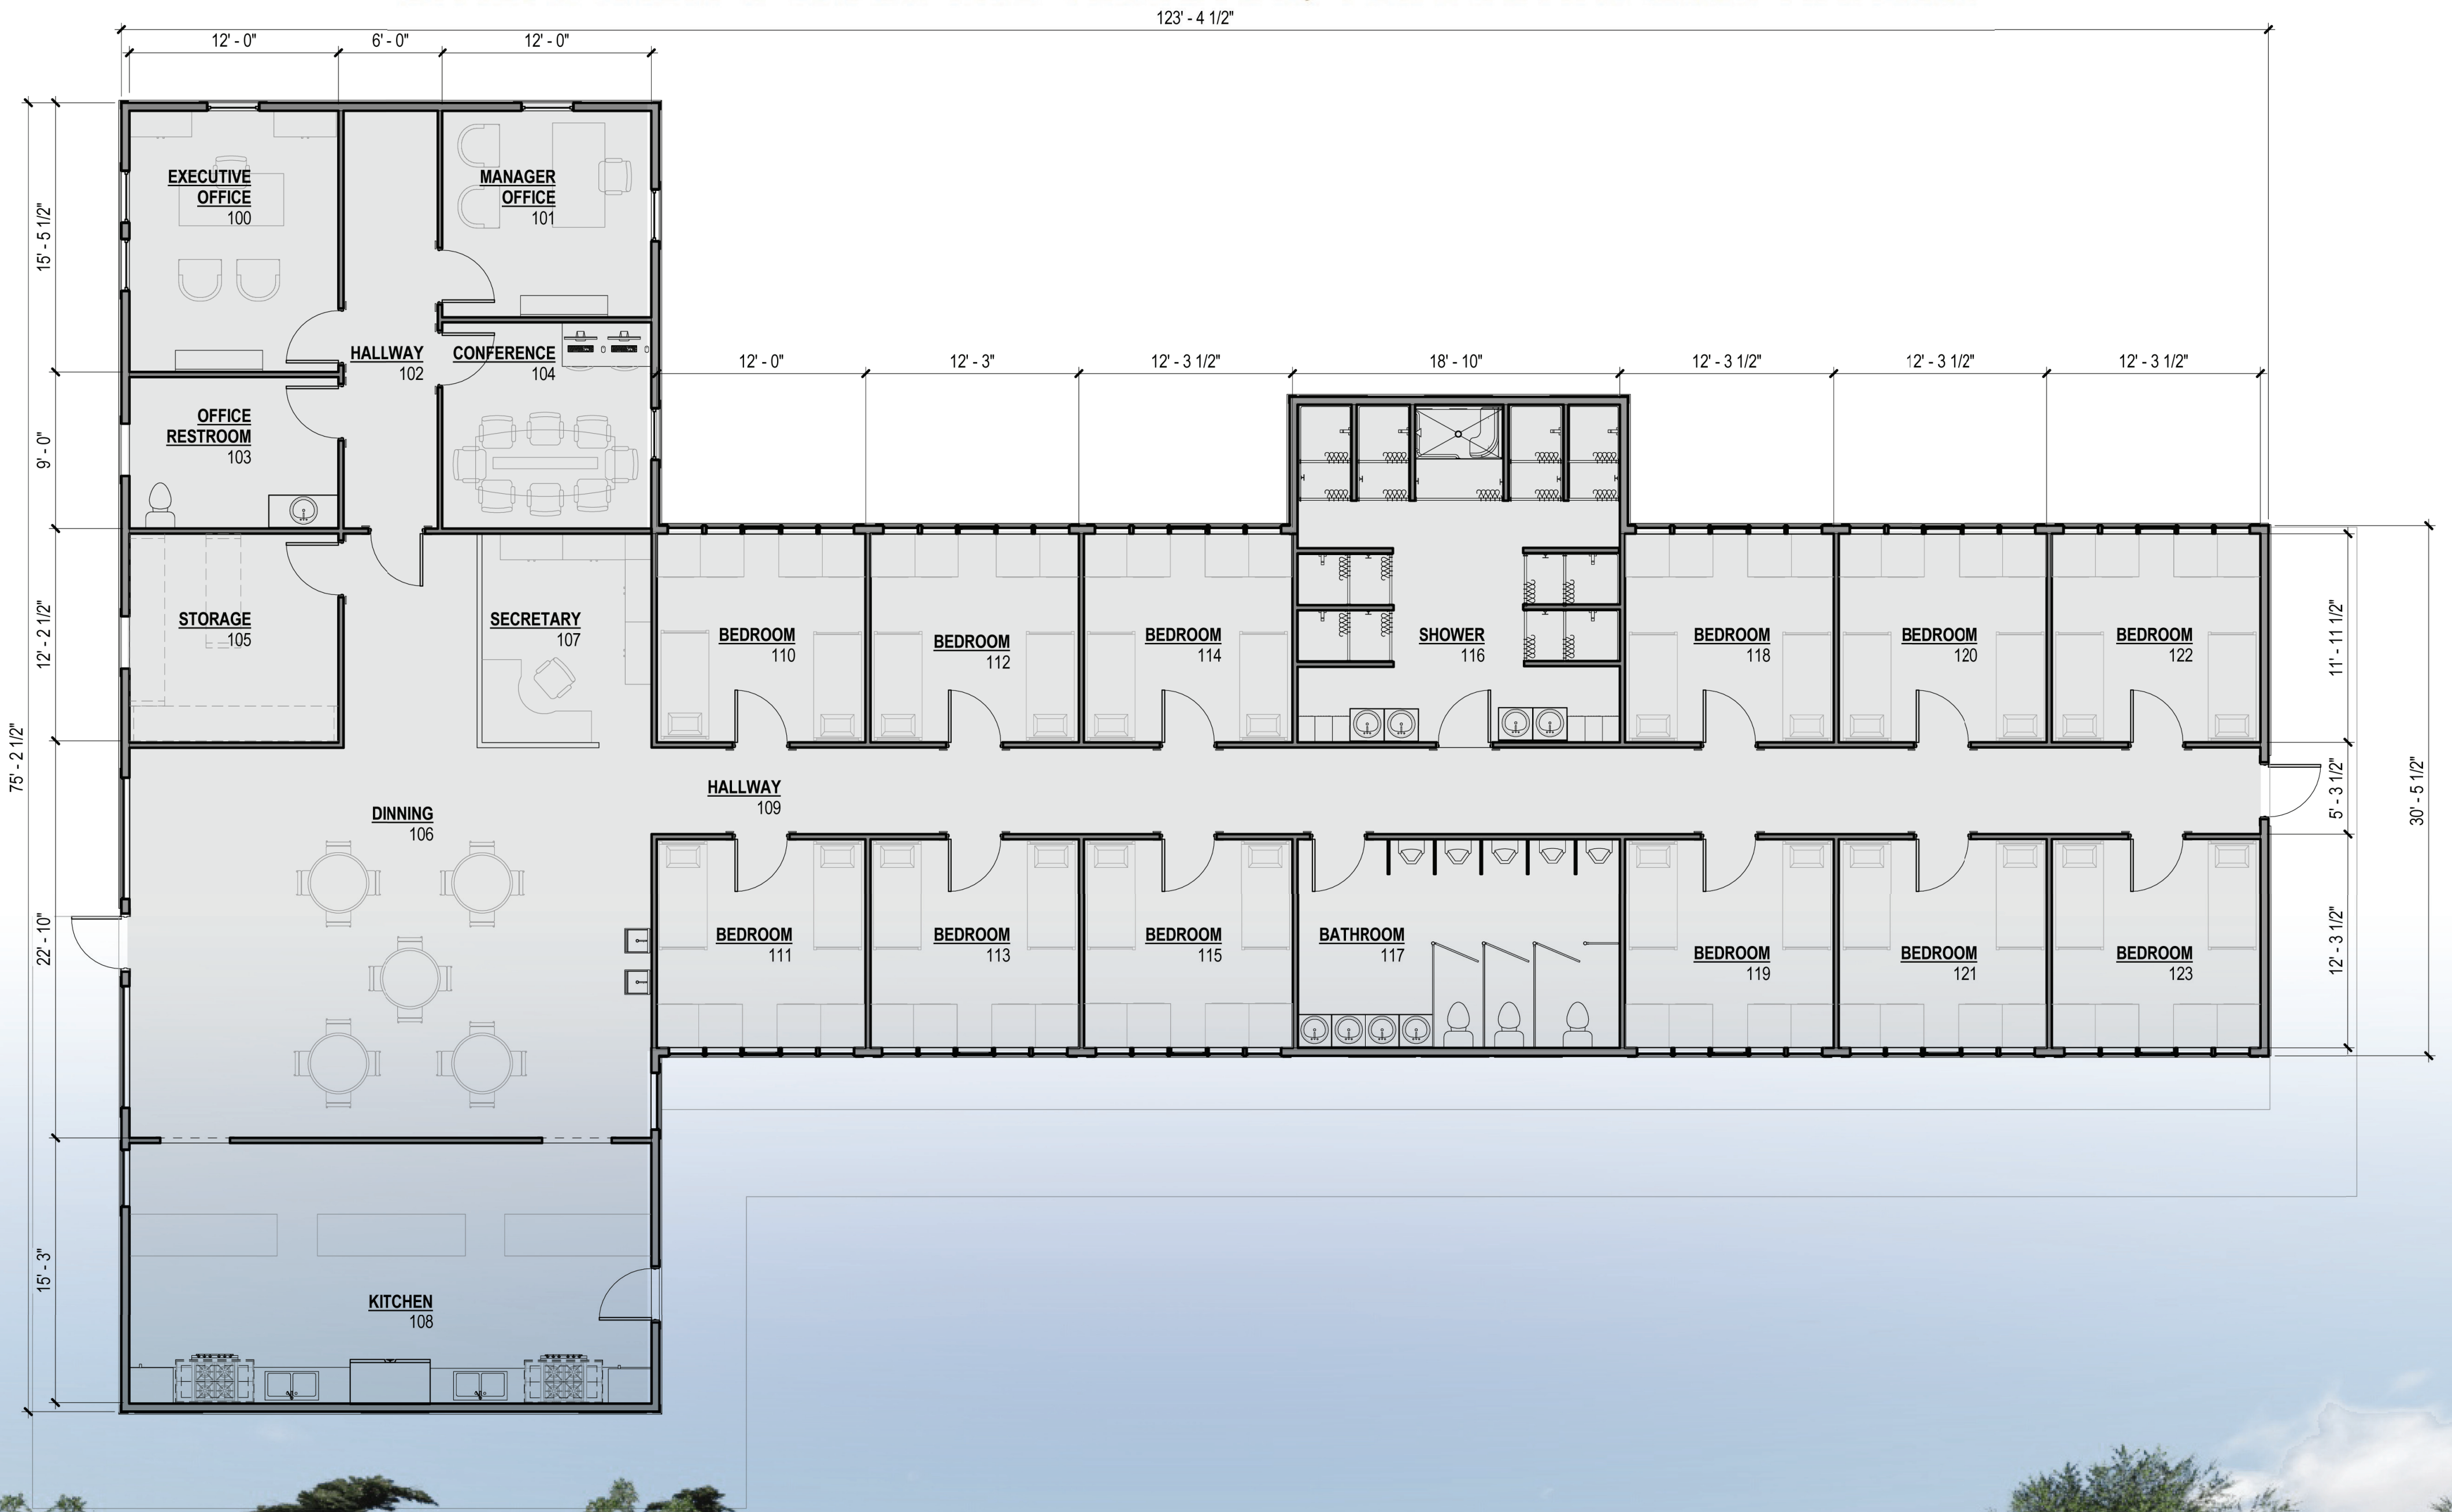 123' - 4 1/2"
12' - 0"
6' - 0"
12' - 0"
EXECUTIVE
OFFICE
100
MANAGER
OFFICE
101
15' - 5 1/2"
HALLWAY
102
CONFERENCE
104
12' - 0"
12' - 3"
12' - 3 1/2"
18' - 10"
12' - 3 1/2"
12' - 3 1/2"
12' - 3 1/2"
OFFICE
RESTROOM
103
9' - 0"
STORAGE
105
SECRETARY
107
12' - 2 1/2"
BEDROOM
110
BEDROOM
112
BEDROOM
114
SHOWER
116
BEDROOM
118
BEDROOM
120
BEDROOM
122
11' - 11 1/2"
75' - 2 1/2"
DINNING
106
HALLWAY
109
5' - 3 1/2"
30' - 5 1/2"
22' - 10"
BEDROOM
111
BEDROOM
113
BEDROOM
115
BATHROOM
117
BEDROOM
119
BEDROOM
121
BEDROOM
123
12' - 3 1/2"
15' - 3"
KITCHEN
108